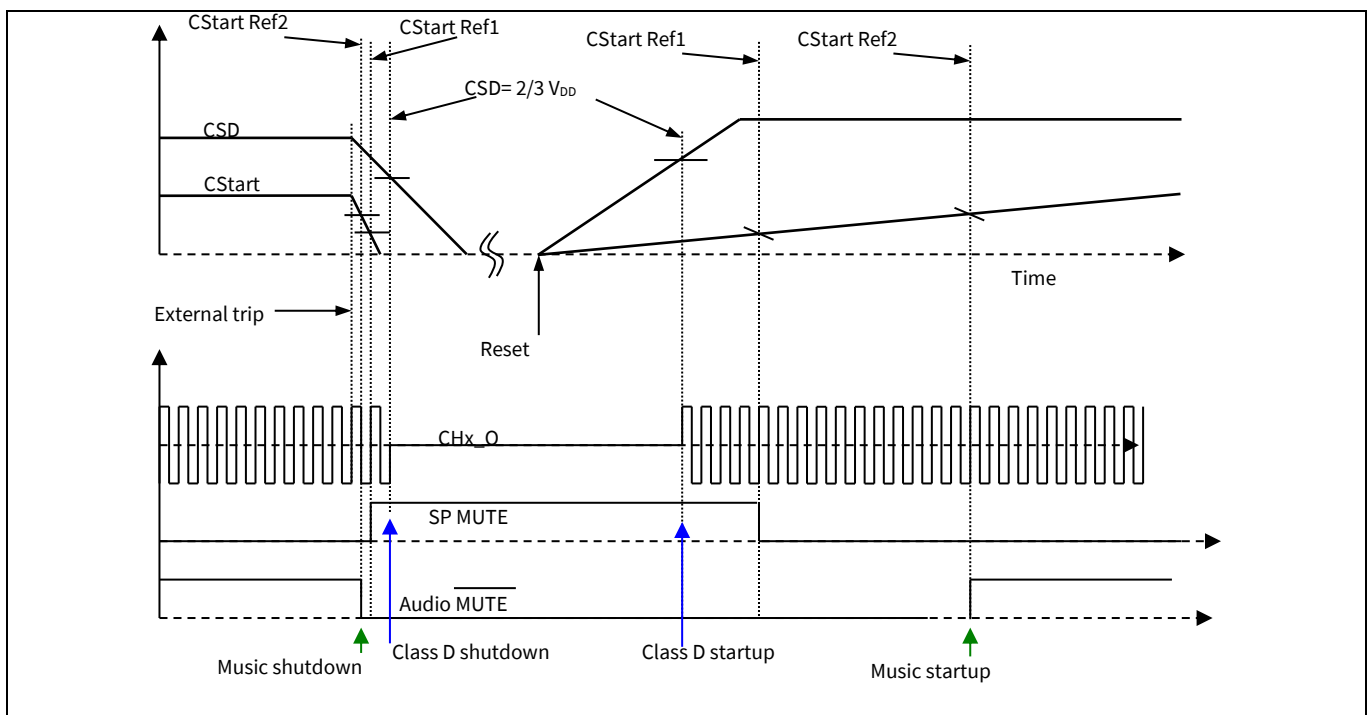 CStart Ref2
CStart Ref1
CStart Ref1
CStart Ref2
CSD= 2/3 VDD
CSD
CStart
Time
External trip
Reset
CHx_O
SP MUTE
Audio MUTE
Music shutdown
Class D shutdown
Class D startup
Music startup